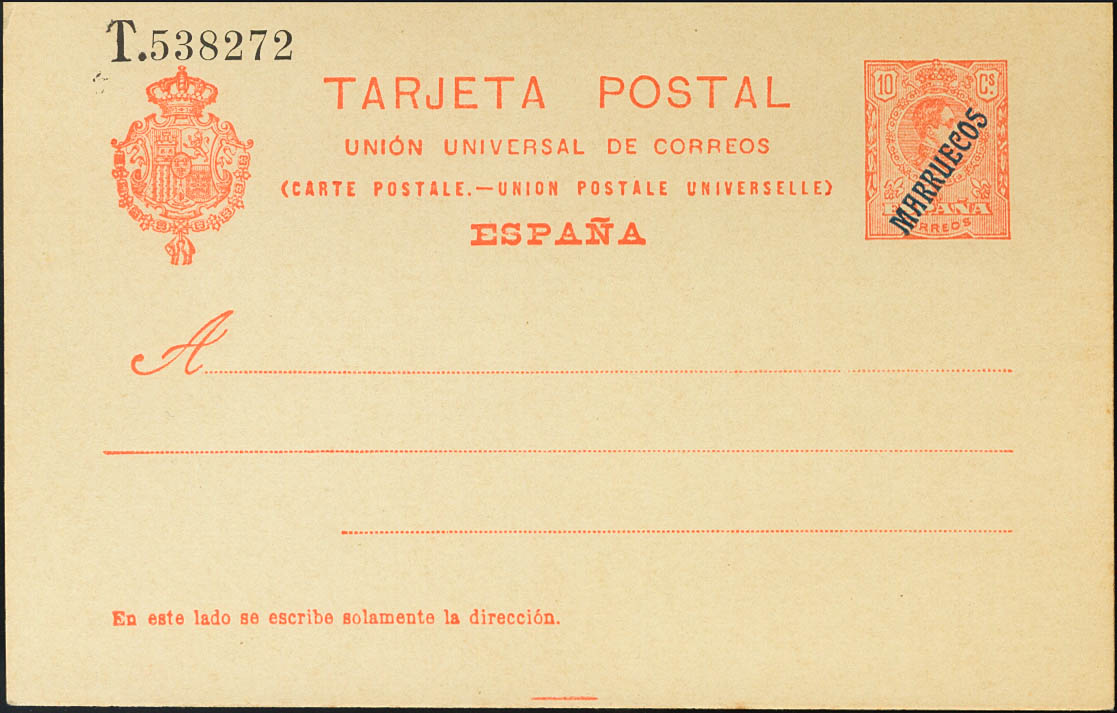 T.538272
TARJETA POSTAL
UNIÓN UNIVERSAL DE CORREOS
(CARTE POSTALE.—UNION POSTALE UNIVERSELLE)
ESPAÑA
10 Cs
MARRUECOS
ESPAÑA
CORREOS
A
En este lado se escribe solamente la dirección.